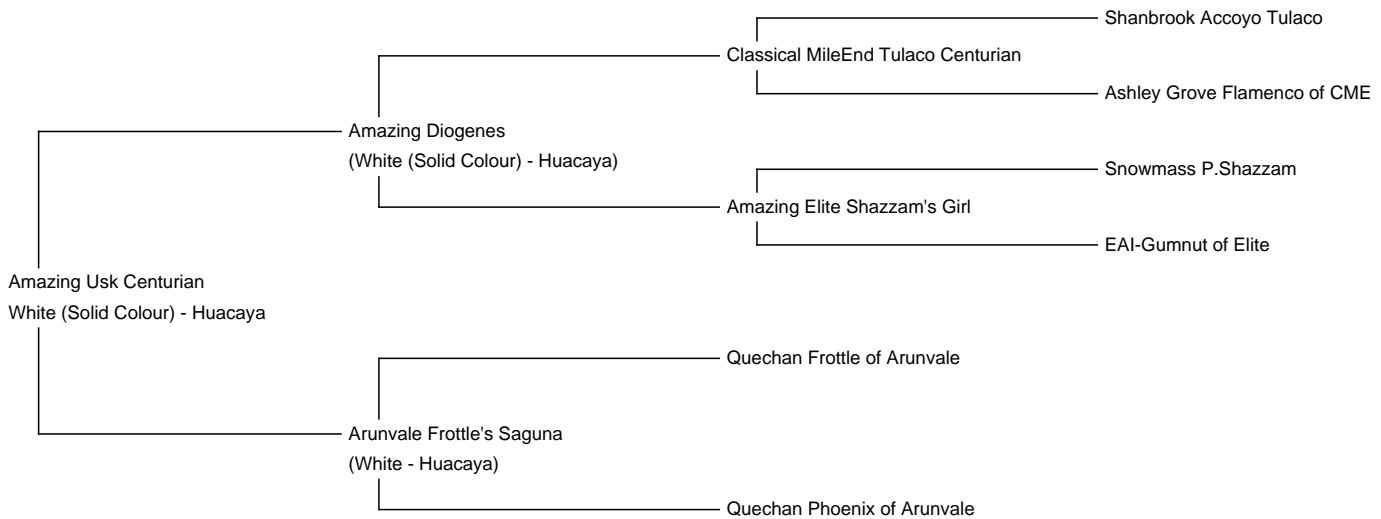 Shanbrook Accoyo Tulaco
Classical MileEnd Tulaco Centurian
Ashley Grove Flamenco of CME
Amazing Diogenes
(White (Solid Colour) - Huacaya)
Snowmass P.Shazzam
Amazing Elite Shazzam's Girl
EAI-Gumnut of Elite
Amazing Usk Centurian
White (Solid Colour) - Huacaya
Quechan Frottle of Arunvale
Arunvale Frottle's Saguna
(White - Huacaya)
Quechan Phoenix of Arunvale